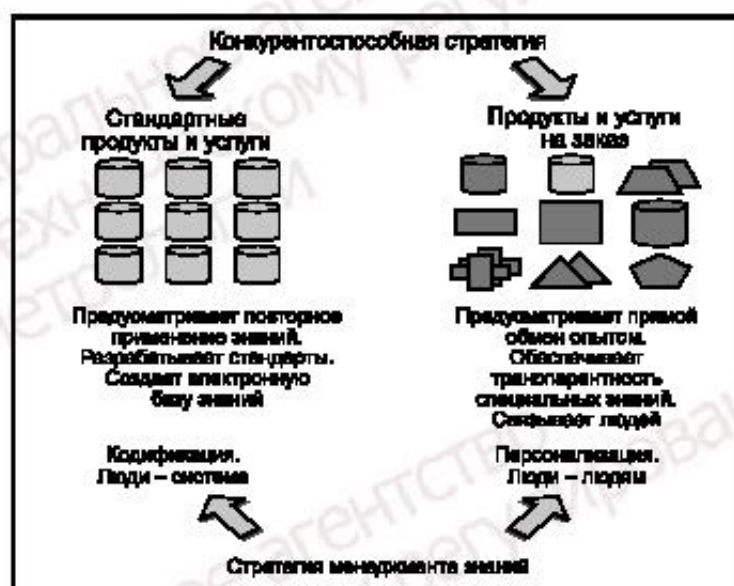 Конкурентоспособная стратегия
Стандартные
продукты и услуги
Продукты и услуги
на заказ
Предусматривает повторное
применение знаний.
Разрабатывает стандарты.
Создает электронную
базу знаний
Предусматривает прямой
обмен опытом.
Обеспечивает
транспарентность
специальных знаний.
Связывает людей
Кодификация.
Люди – система
Персонализация.
Люди – людям
Стратегия менеджмента знаний